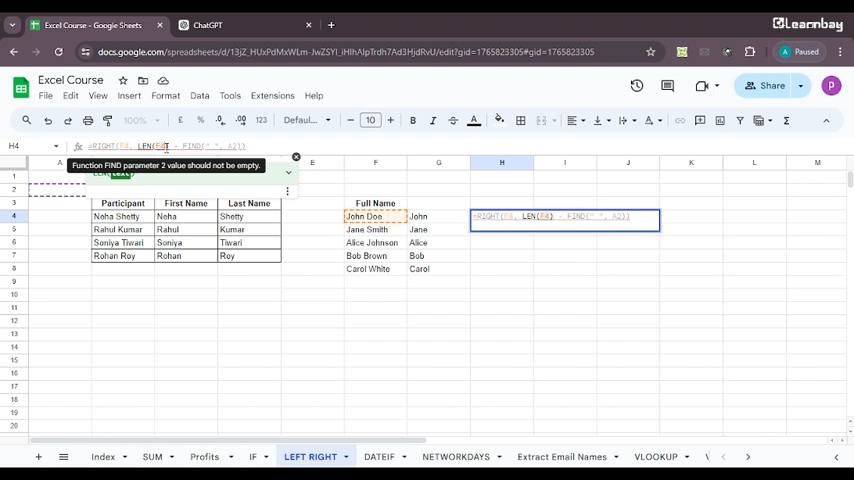 Excel Course - Google Sheets
ChatGPT
Learnbay
docs.google.com/spreadsheets/d/13jZ_HUxPdMxWLm-JwZSYI_iHIhAlpTrdh7Ad3HjdRvU/edit?gid=1765823305#gid=1765823305
A Paused
Excel Course
File Edit View Insert Format Data Tools Extensions Help
Share
P
100% £ % .0 .00 123 Defaul... 10 B I A
H4 fx =RIGHT(F4, LEN(F4) - FIND(" ", A2))
Function FIND parameter 2 value should not be empty.
LEN(text)
A E F G H I J K L M
1
2
3 Participant First Name Last Name Full Name
4 Neha Shetty Neha Shetty John Doe John =RIGHT(F4, LEN(F4) - FIND(" ", A2))
5 Rahul Kumar Rahul Kumar Jane Smith Jane
6 Soniya Tiwari Soniya Tiwari Alice Johnson Alice
7 Rohan Roy Rohan Roy Bob Brown Bob
8 Carol White Carol
9
10
11
12
13
14
15
16
17
18
19
20
Index SUM Profits IF LEFT RIGHT DATEIF NETWORKDAYS Extract Email Names VLOOKUP